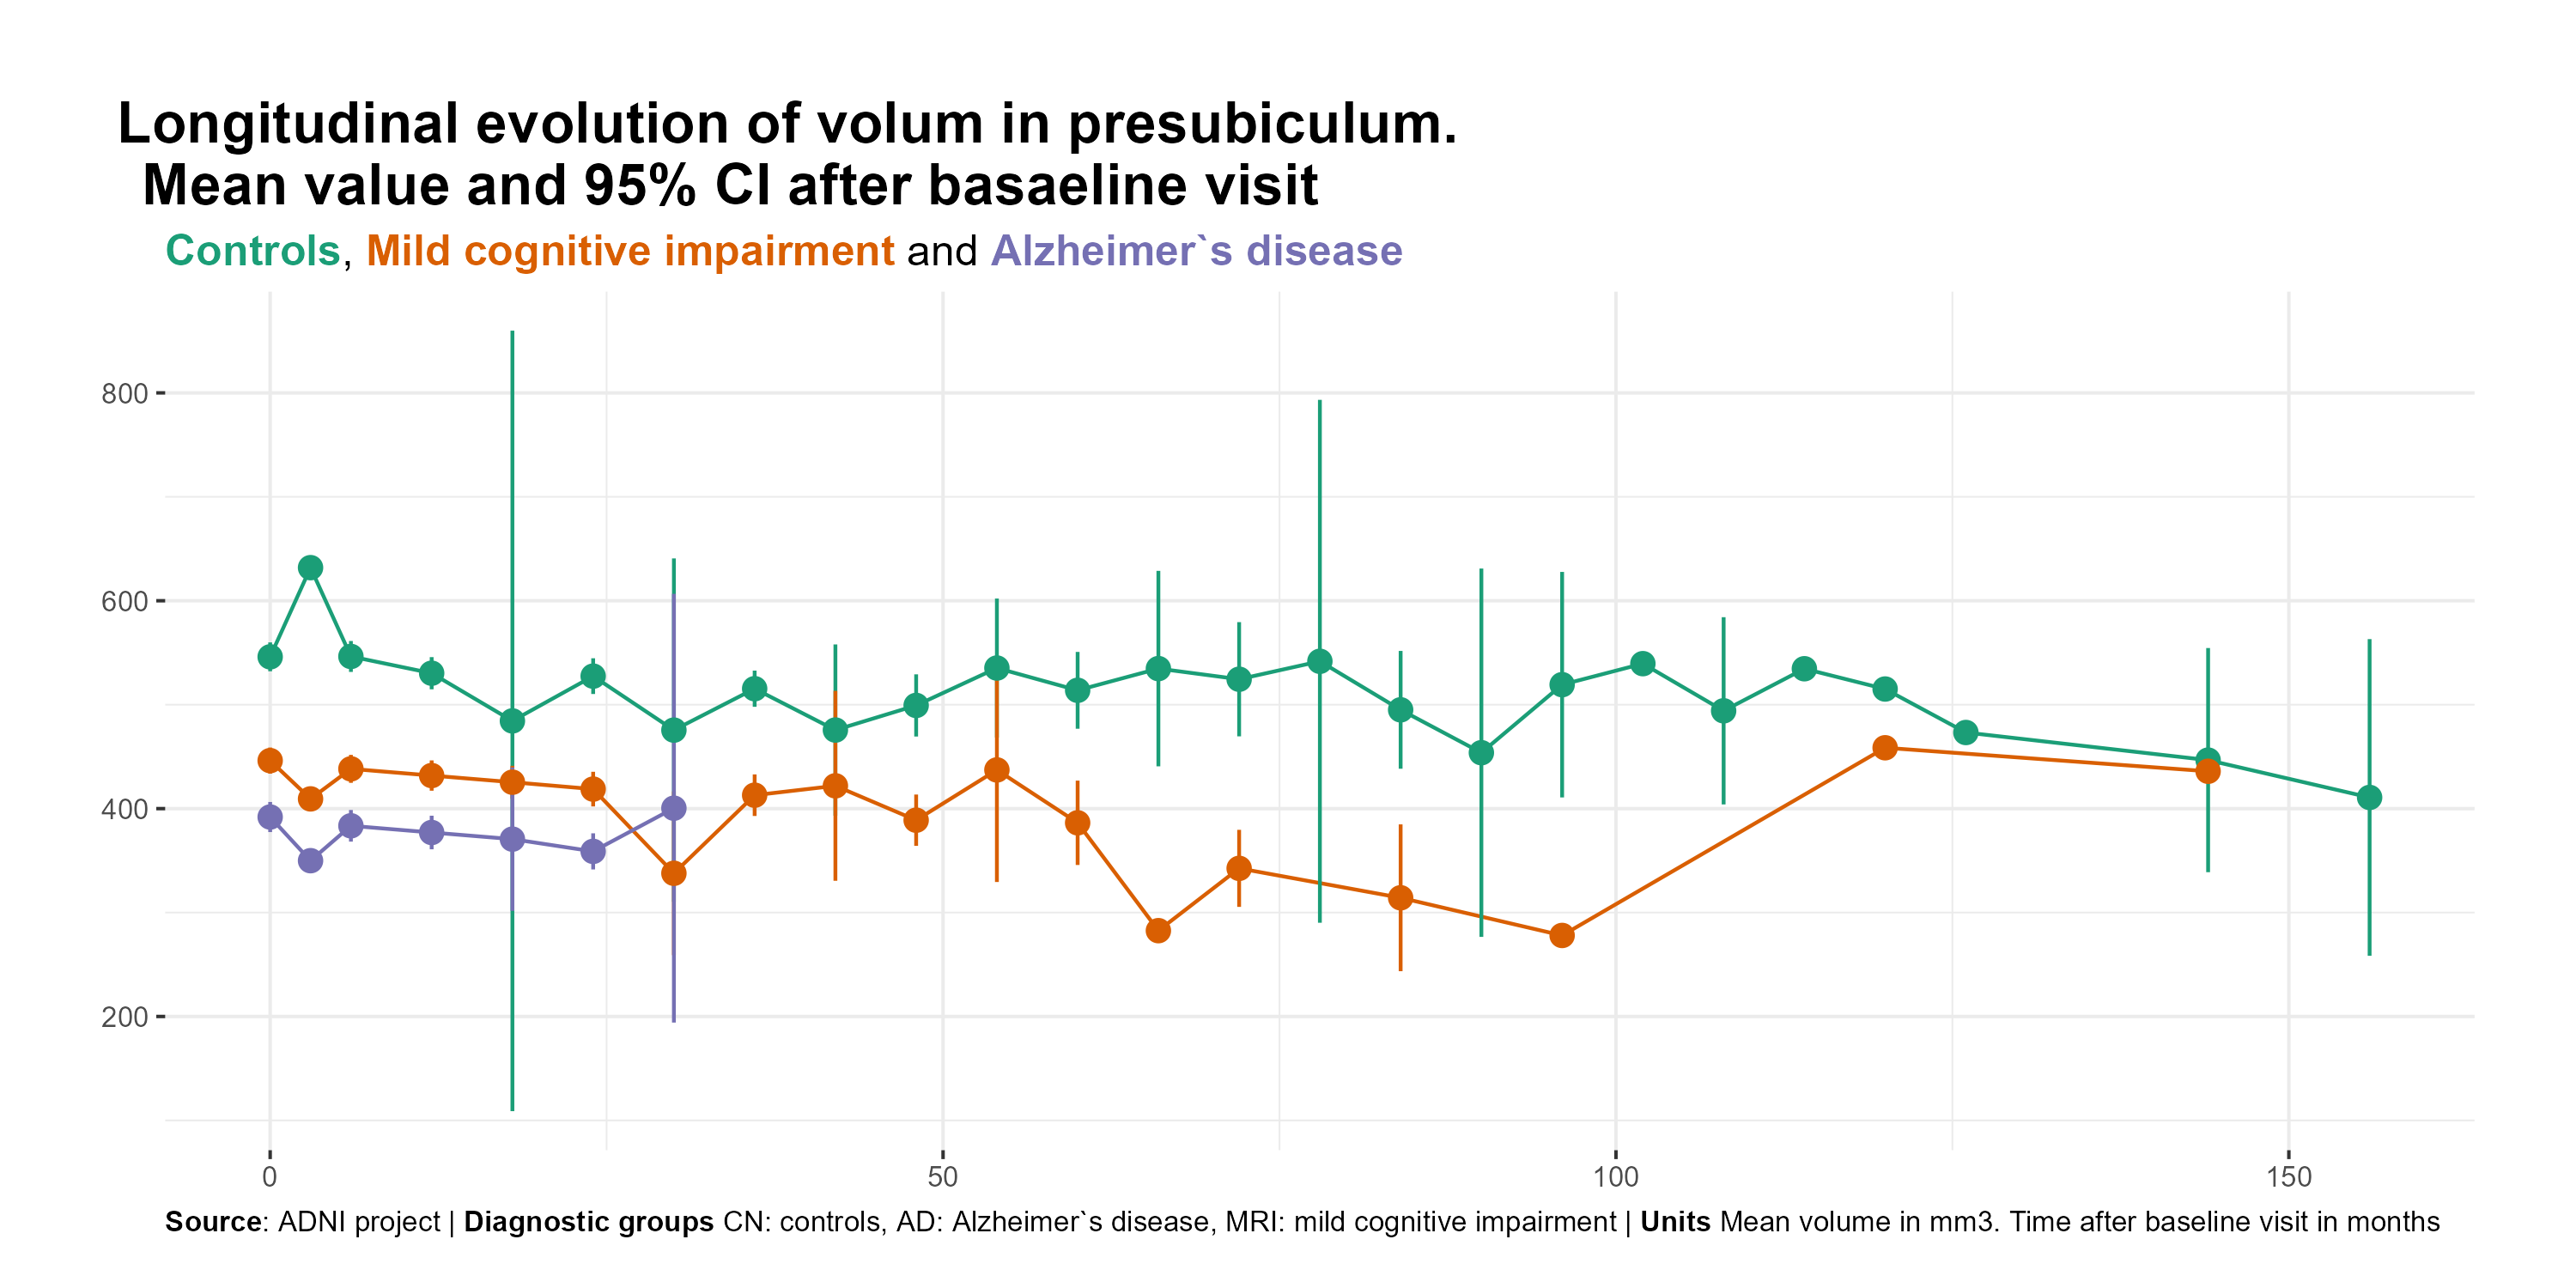 Longitudinal evolution of volum in presubiculum.
Mean value and 95% CI after basaeline visit
Controls, Mild cognitive impairment and Alzheimer`s disease
800
600
400
200
0 50 100 150
Source: ADNI project | Diagnostic groups CN: controls, AD: Alzheimer`s disease, MRI: mild cognitive impairment | Units Mean volume in mm3. Time after baseline visit in months